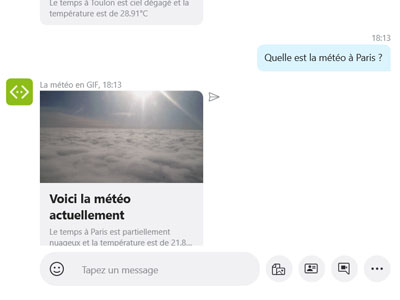 Le temps à Toulon est ciel dégagé et la
température est de 28.91°C
18:13
Quelle est la météo à Paris ?
La météo en GIF, 18:13
Voici la météo
actuellement
Le temps à Paris est partiellement
nuageux et la température est de 21.8...
Tapez un message